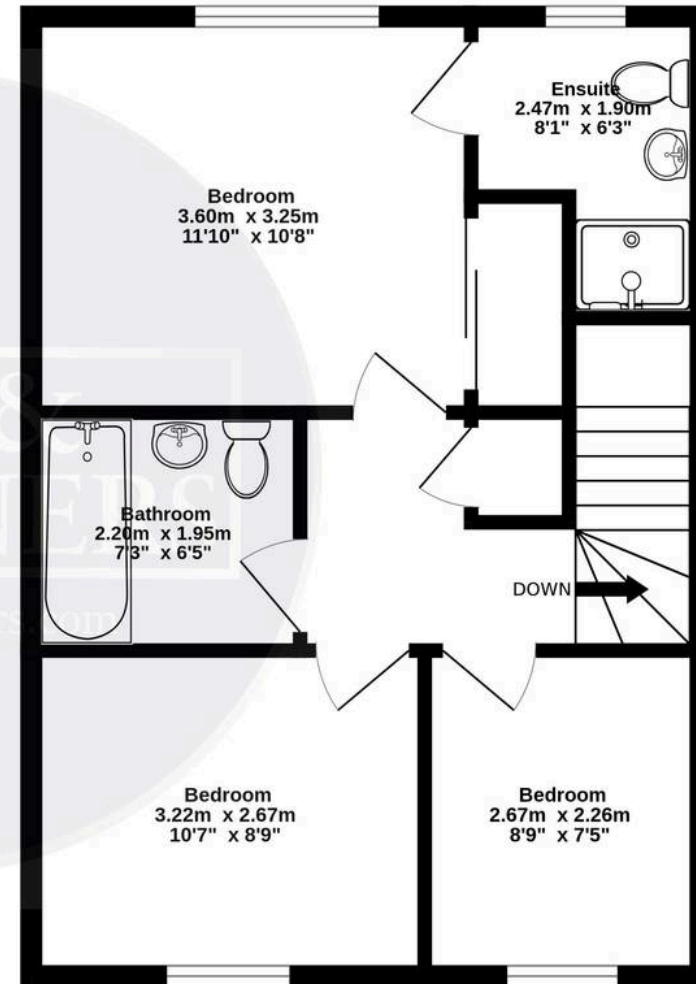 Ensuite
2.47m x 1.90m
8'1" x 6'3"
Bedroom
3.60m x 3.25m
11'10" x 10'8"
Bathroom
2.20m x 1.95m
7'3" x 6'5"
DOWN
Bedroom
3.22m x 2.67m
10'7" x 8'9"
Bedroom
2.67m x 2.26m
8'9" x 7'5"